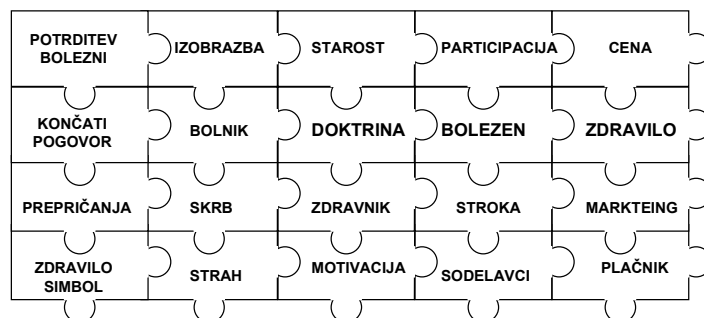 POTRDITEV
BOLEZNI
IZOBRAZBA
STAROST
PARTICIPACIJA
CENA
KONČATI
POGOVOR
BOLNIK
DOKTRINA
BOLEZEN
ZDRAVILO
PREPRIČANJA
SKRB
ZDRAVNIK
STROKA
MARKTEING
ZDRAVILO
SIMBOL
STRAH
MOTIVACIJA
SODELAVCI
PLAČNIK